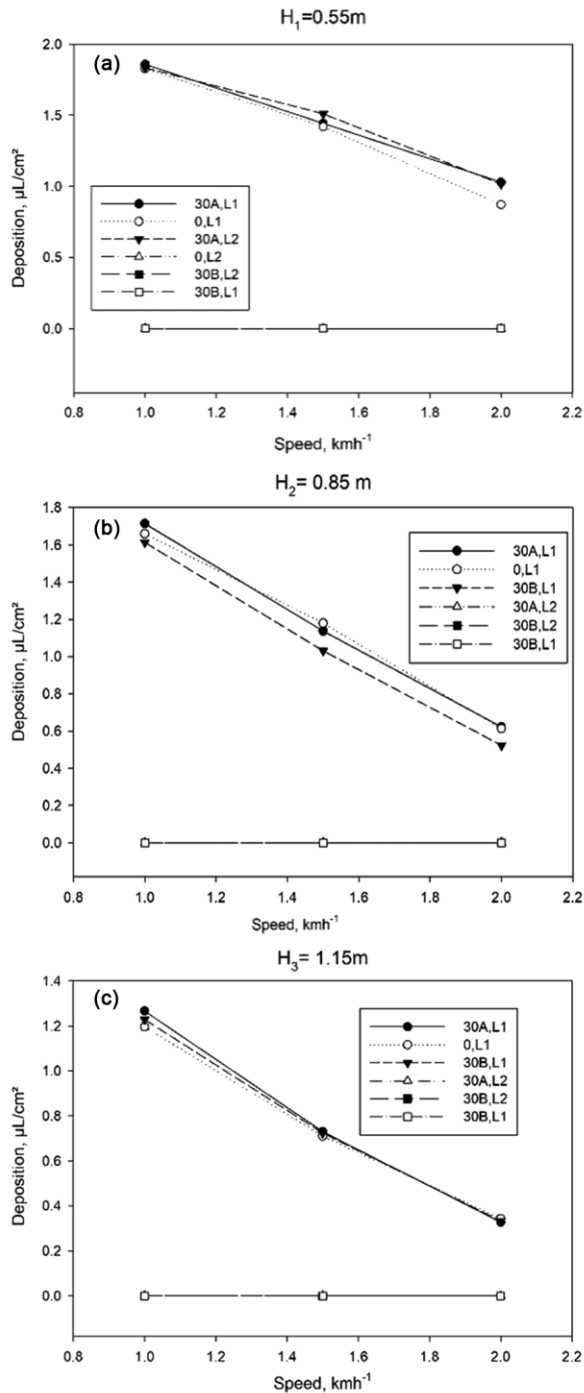 H₁=0.55m
(a)
2.0
1.5
1.0
0.5
0.0
Deposition, µL/cm²
30A,L1
0,L1
30A,L2
0,L2
30B,L2
30B,L1
0.8 1.0 1.2 1.4 1.6 1.8 2.0 2.2
Speed, kmh⁻¹
H₂= 0.85 m
(b)
1.8
1.6
1.4
1.2
1.0
0.8
0.6
0.4
0.2
0.0
Deposition, µL/cm²
30A,L1
0,L1
30B,L1
30A,L2
30B,L2
30B,L1
0.8 1.0 1.2 1.4 1.6 1.8 2.0 2.2
Speed, kmh⁻¹
H₃= 1.15m
(c)
1.4
1.2
1.0
0.8
0.6
0.4
0.2
0.0
Deposition, µL/cm²
30A,L1
0,L1
30B,L1
30A,L2
30B,L2
30B,L1
0.8 1.0 1.2 1.4 1.6 1.8 2.0 2.2
Speed, kmh⁻¹